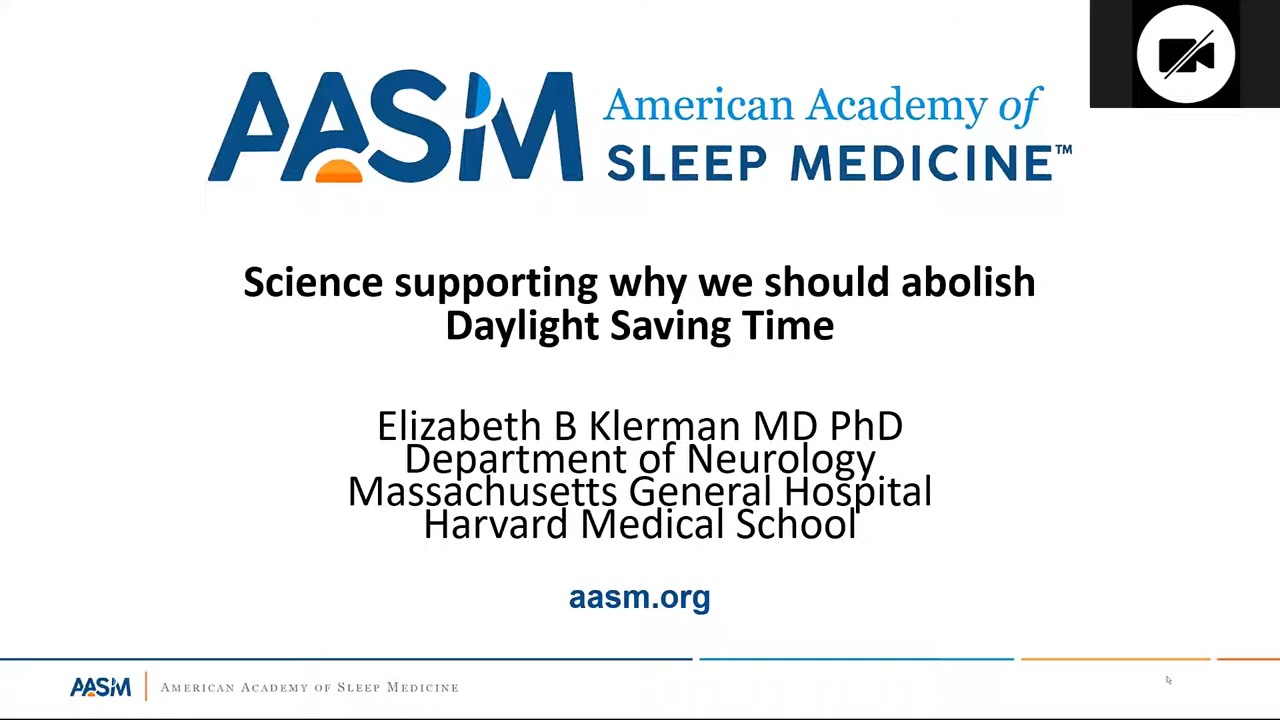 AASM American Academy of
SLEEP MEDICINE™
Science supporting why we should abolish
Daylight Saving Time
Elizabeth B Klerman MD PhD
Department of Neurology
Massachusetts General Hospital
Harvard Medical School
aasm.org
AASM AMERICAN ACADEMY OF SLEEP MEDICINE